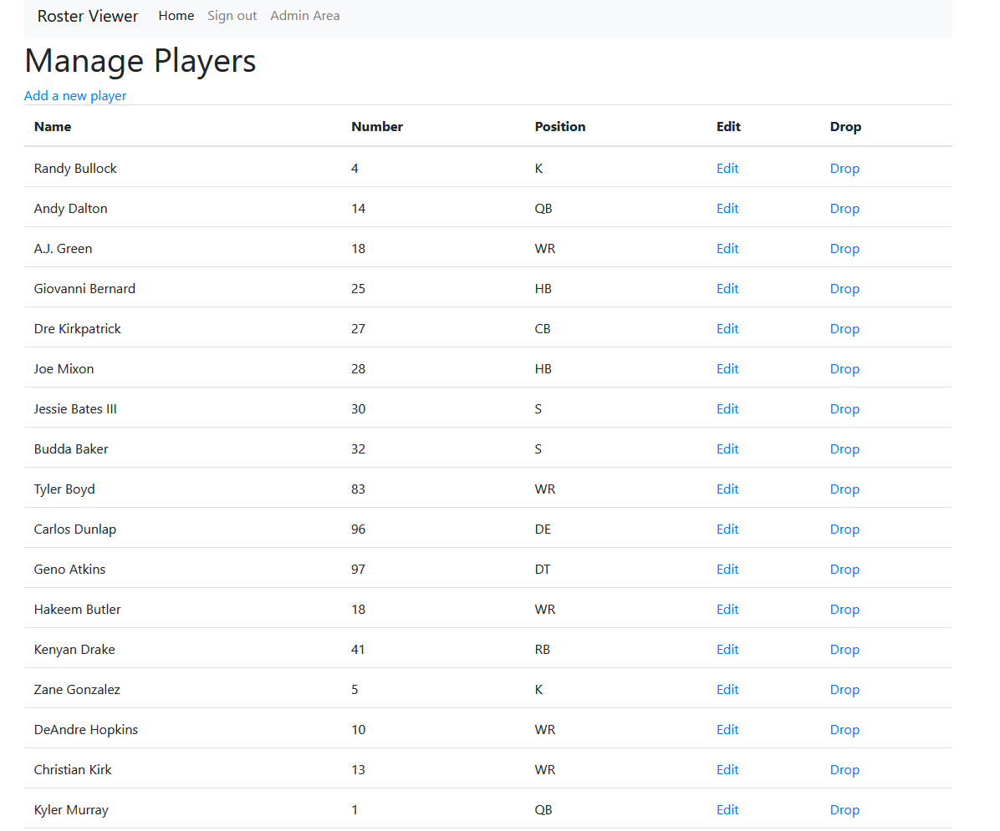 Roster Viewer Home Sign out Admin Area
Manage Players
Add a new player
Name Number Position Edit Drop
Randy Bullock 4 K Edit Drop
Andy Dalton 14 QB Edit Drop
A.J. Green 18 WR Edit Drop
Giovanni Bernard 25 HB Edit Drop
Dre Kirkpatrick 27 CB Edit Drop
Joe Mixon 28 HB Edit Drop
Jessie Bates III 30 S Edit Drop
Budda Baker 32 S Edit Drop
Tyler Boyd 83 WR Edit Drop
Carlos Dunlap 96 DE Edit Drop
Geno Atkins 97 DT Edit Drop
Hakeem Butler 18 WR Edit Drop
Kenyan Drake 41 RB Edit Drop
Zane Gonzalez 5 K Edit Drop
DeAndre Hopkins 10 WR Edit Drop
Christian Kirk 13 WR Edit Drop
Kyler Murray 1 QB Edit Drop